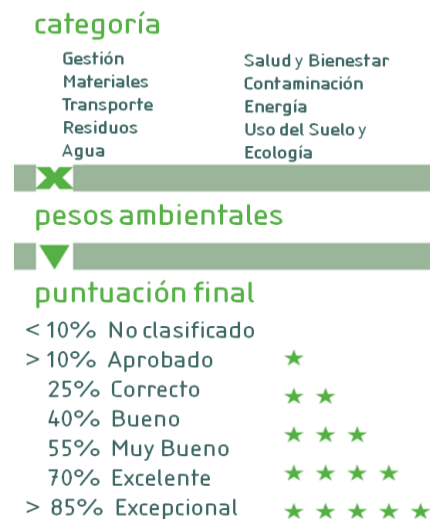 categoría
Gestión
Materiales
Transporte
Residuos
Agua
Salud y Bienestar
Contaminación
Energía
Uso del Suelo y
Ecología
pesos ambientales
puntuación final
< 10% No clasificado
> 10% Aprobado
25% Correcto
40% Bueno
55% Muy Bueno
70% Excelente
> 85% Excepcional